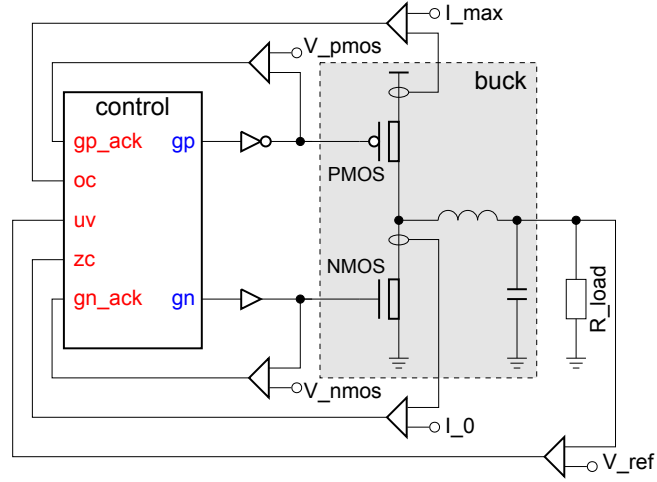 I_max
V_pmos
buck
control
gp_ack gp
oc
PMOS
uv
zc
NMOS
gn_ack gn
R_load
V_nmos
I_0
V_ref